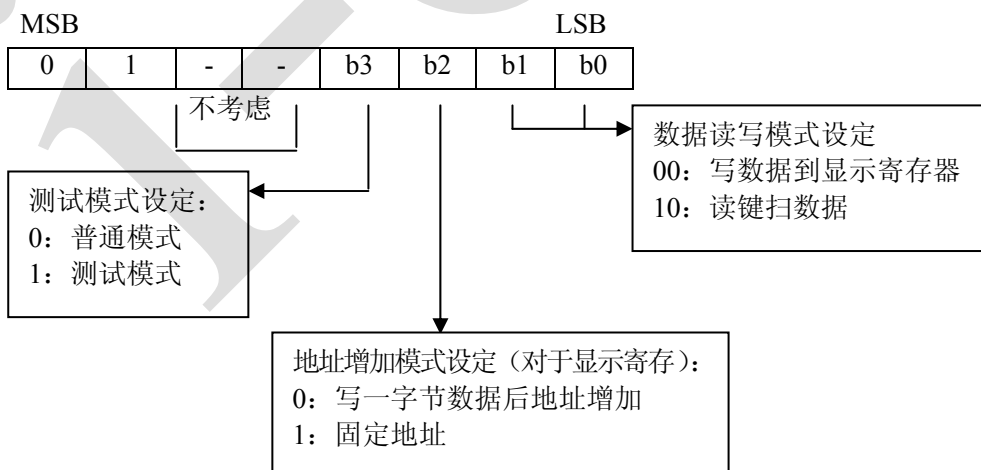 MSB LSB
0 1 - - b3 b2 b1 b0
不考虑
数据读写模式设定
00：写数据到显示寄存器
10：读键扫数据
测试模式设定：
0：普通模式
1：测试模式
地址增加模式设定（对于显示寄存）：
0：写一字节数据后地址增加
1：固定地址